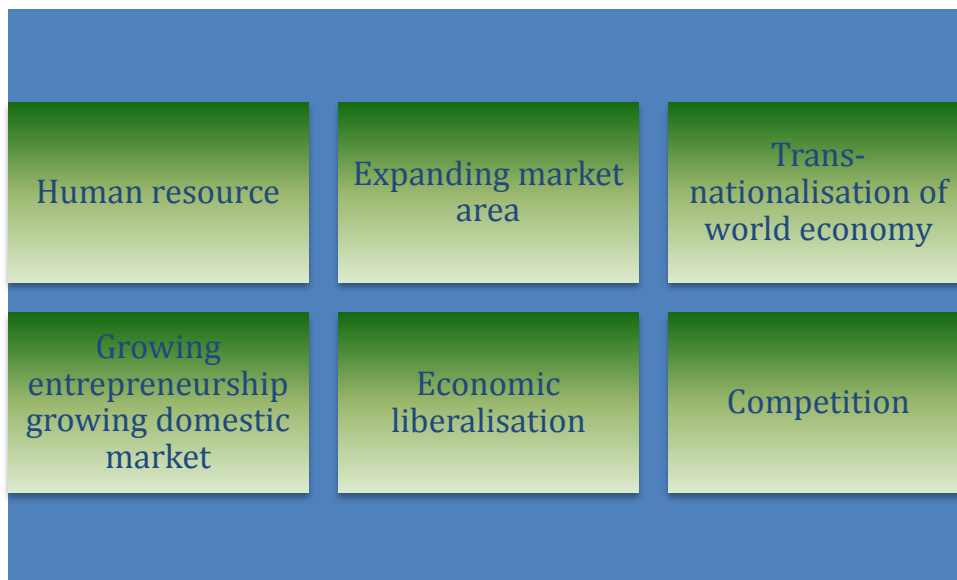 Human resource
Expanding market
area
Trans-
nationalisation of
world economy
Growing
entrepreneurship
growing domestic
market
Economic
liberalisation
Competition